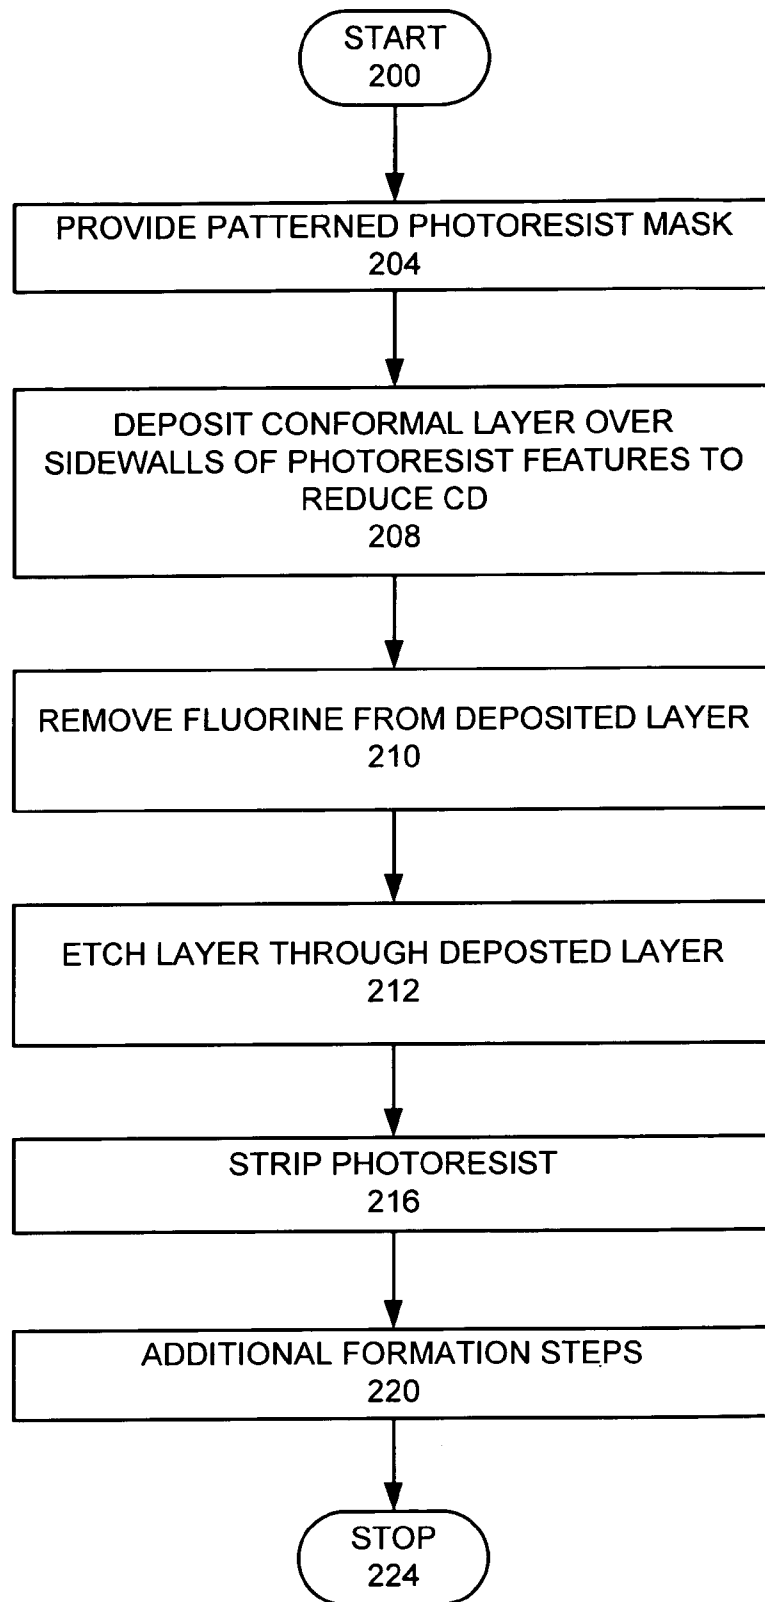 START
200
PROVIDE PATTERNED PHOTORESIST MASK
204
DEPOSIT CONFORMAL LAYER OVER
SIDEWALLS OF PHOTORESIST FEATURES TO
REDUCE CD
208
REMOVE FLUORINE FROM DEPOSITED LAYER
210
ETCH LAYER THROUGH DEPOSTED LAYER
212
STRIP PHOTORESIST
216
ADDITIONAL FORMATION STEPS
220
STOP
224